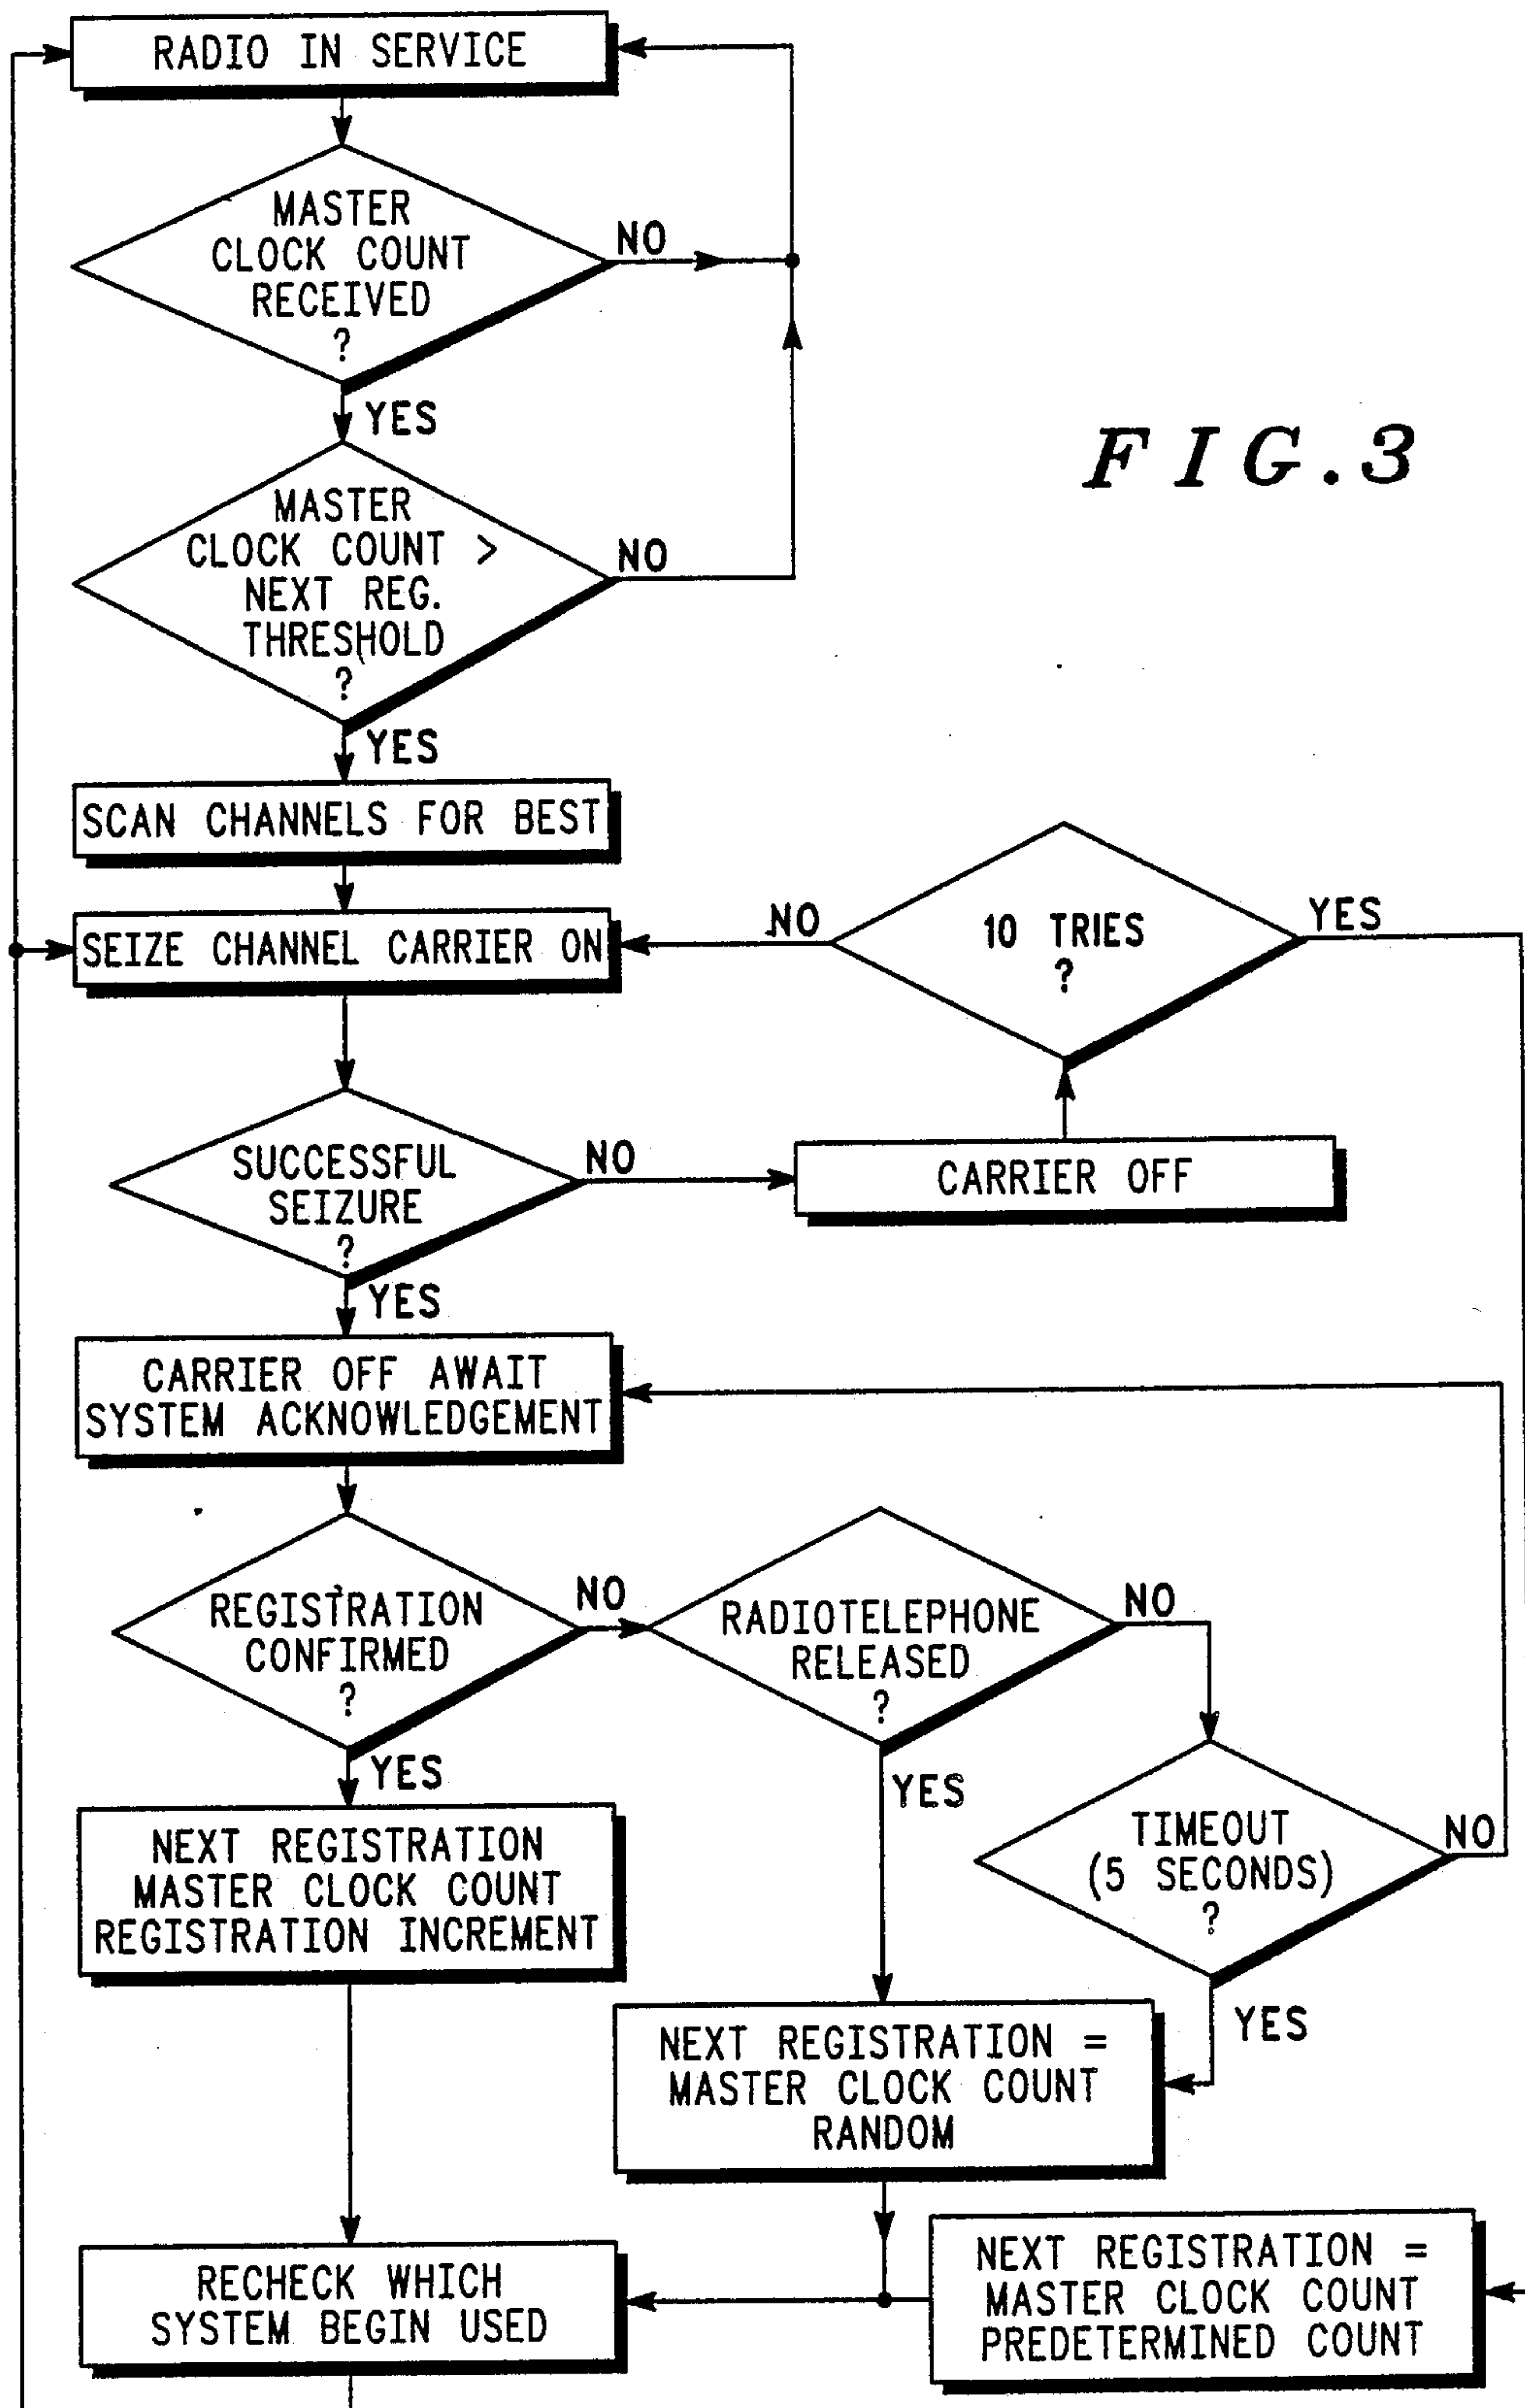 RADIO IN SERVICE
MASTER
CLOCK COUNT
RECEIVED
?
NO
YES
FIG.3
MASTER
CLOCK COUNT >
NEXT REG.
THRESHOLD
?
NO
YES
SCAN CHANNELS FOR BEST
SEIZE CHANNEL CARRIER ON
NO
10 TRIES
?
YES
SUCCESSFUL
SEIZURE
?
NO
CARRIER OFF
YES
CARRIER OFF AWAIT
SYSTEM ACKNOWLEDGEMENT
REGISTRATION
CONFIRMED
?
NO
RADIOTELEPHONE
RELEASED
?
NO
YES
YES
TIMEOUT
(5 SECONDS)
?
NO
YES
NEXT REGISTRATION
MASTER CLOCK COUNT
REGISTRATION INCREMENT
NEXT REGISTRATION =
MASTER CLOCK COUNT
RANDOM
RECHECK WHICH
SYSTEM BEGIN USED
NEXT REGISTRATION =
MASTER CLOCK COUNT
PREDETERMINED COUNT